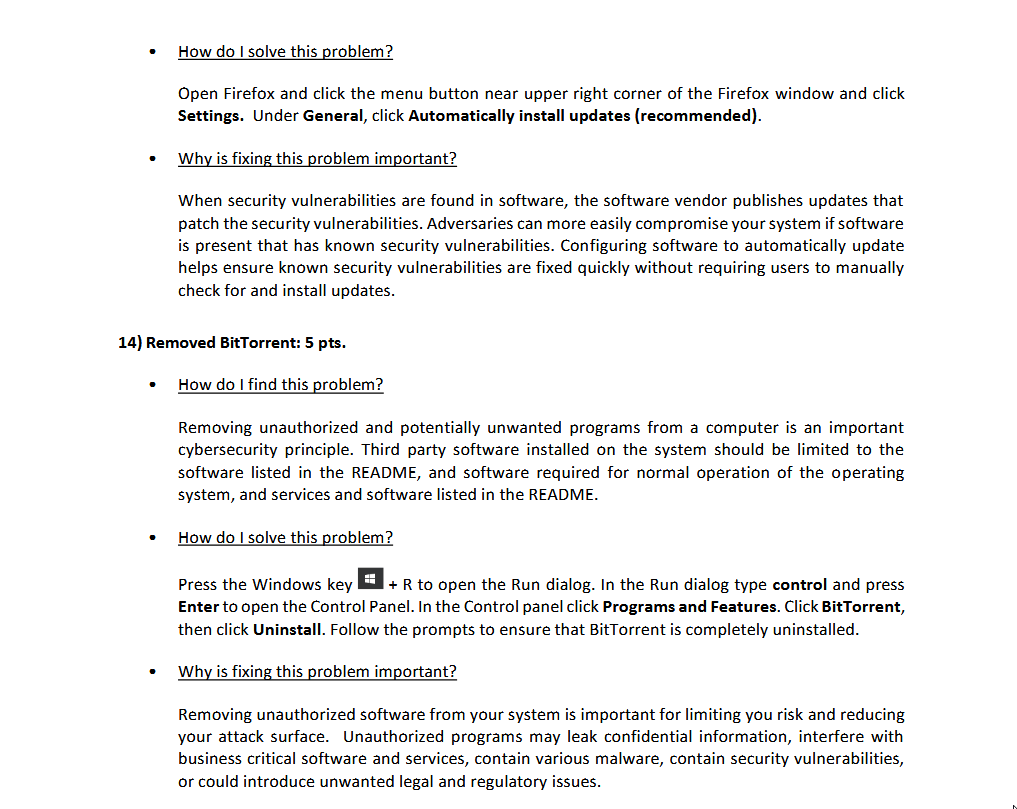 • How do I solve this problem?
Open Firefox and click the menu button near upper right corner of the Firefox window and click
Settings.  Under General, click Automatically install updates (recommended).
• Why is fixing this problem important?
When security vulnerabilities are found in software, the software vendor publishes updates that
patch the security vulnerabilities. Adversaries can more easily compromise your system if software
is present that has known security vulnerabilities. Configuring software to automatically update
helps ensure known security vulnerabilities are fixed quickly without requiring users to manually
check for and install updates.
14) Removed BitTorrent: 5 pts.
• How do I find this problem?
Removing unauthorized and potentially unwanted programs from a computer is an important
cybersecurity principle. Third party software installed on the system should be limited to the
software listed in the README, and software required for normal operation of the operating
system, and services and software listed in the README.
• How do I solve this problem?
Press the Windows key + R to open the Run dialog. In the Run dialog type control and press
Enter to open the Control Panel. In the Control panel click Programs and Features. Click BitTorrent,
then click Uninstall. Follow the prompts to ensure that BitTorrent is completely uninstalled.
• Why is fixing this problem important?
Removing unauthorized software from your system is important for limiting you risk and reducing
your attack surface.  Unauthorized programs may leak confidential information, interfere with
business critical software and services, contain various malware, contain security vulnerabilities,
or could introduce unwanted legal and regulatory issues.